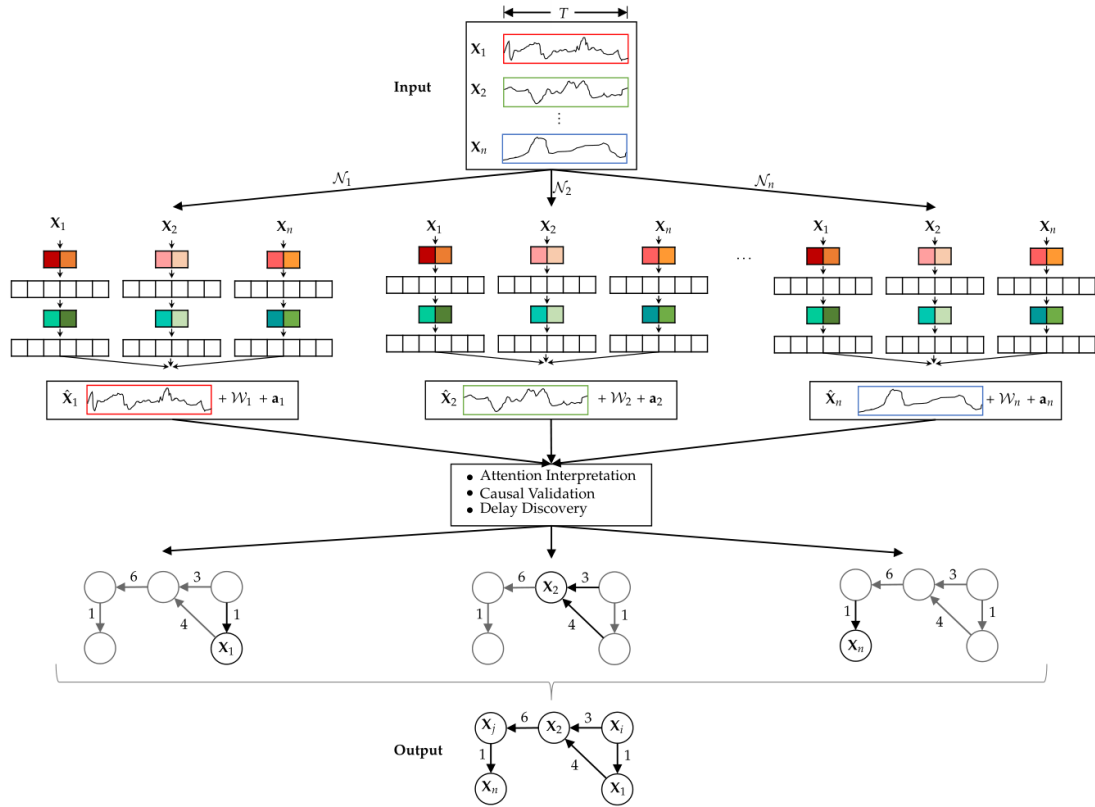 T
X₁
Input
X₂
⋮
Xₙ
𝒩₁ 𝒩₂ 𝒩ₙ
X₁ X₂ Xₙ X₁ X₂ Xₙ X₁ X₂ Xₙ
...
X̂₁ + 𝒲₁ + a₁
X̂₂ + 𝒲₂ + a₂
X̂ₙ + 𝒲ₙ + aₙ
• Attention Interpretation
• Causal Validation
• Delay Discovery
6 3
1 4 1
X₁
6 X₂ 3
1 4 1
6 3
1 4 1
Xₙ
Xⱼ 6 X₂ 3 Xᵢ
Output
1 4 1
Xₙ X₁